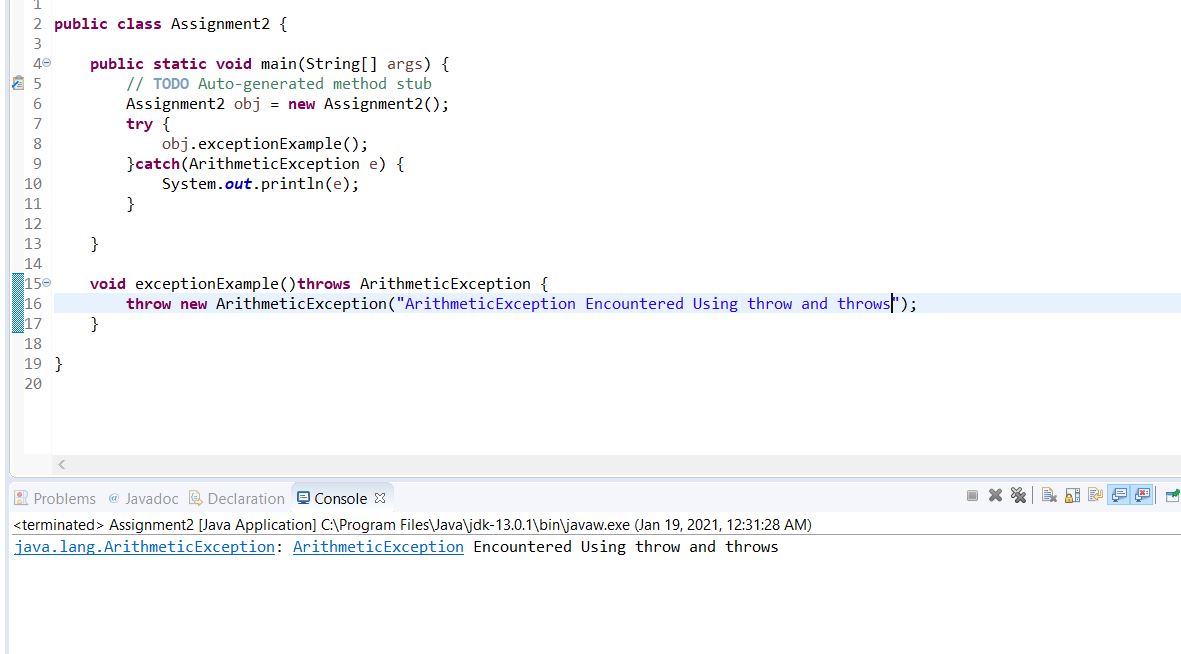 1
2 public class Assignment2 {
3
4 public static void main(String[] args) {
5 // TODO Auto-generated method stub
6 Assignment2 obj = new Assignment2();
7 try {
8 obj.exceptionExample();
9 }catch(ArithmeticException e) {
10 System.out.println(e);
11 }
12
13 }
14
15 void exceptionExample()throws ArithmeticException {
16 throw new ArithmeticException("ArithmeticException Encountered Using throw and throws");
17 }
18
19 }
20
Problems @ Javadoc Declaration Console
<terminated> Assignment2 [Java Application] C:\Program Files\Java\jdk-13.0.1\bin\javaw.exe (Jan 19, 2021, 12:31:28 AM)
java.lang.ArithmeticException: ArithmeticException Encountered Using throw and throws